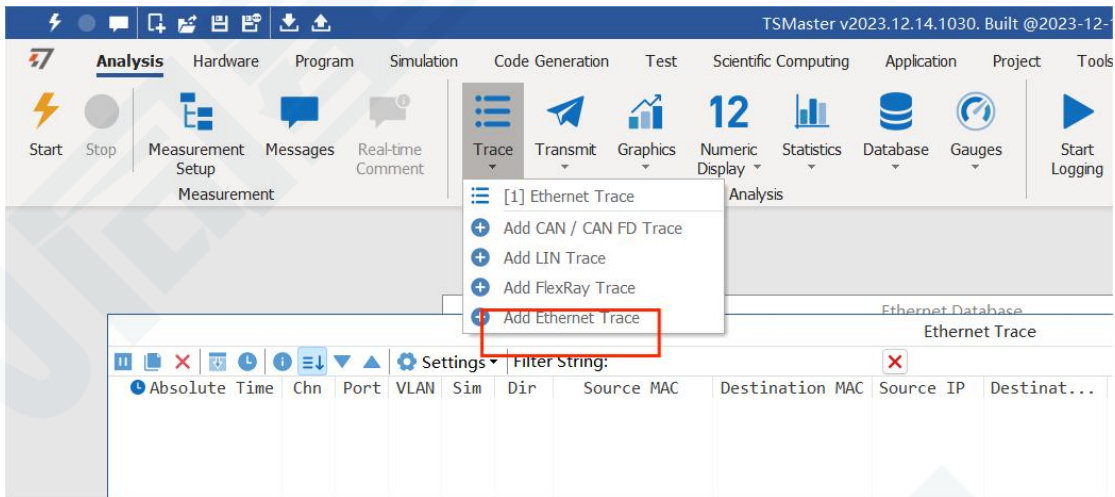 TSMaster v2023.12.14.1030. Built @2023-12-
Analysis Hardware Program Simulation Code Generation Test Scientific Computing Application Project Tools
12
Start Stop Measurement Setup Messages Real-time Comment Trace Transmit Graphics Numeric Display Statistics Database Gauges Start Logging
Measurement Analysis
[1] Ethernet Trace
Add CAN / CAN FD Trace
Add LIN Trace
Add FlexRay Trace
Add Ethernet Trace
Ethernet Database
Ethernet Trace
Settings Filter String:
Absolute Time Chn Port VLAN Sim Dir Source MAC Destination MAC Source IP Destinat...